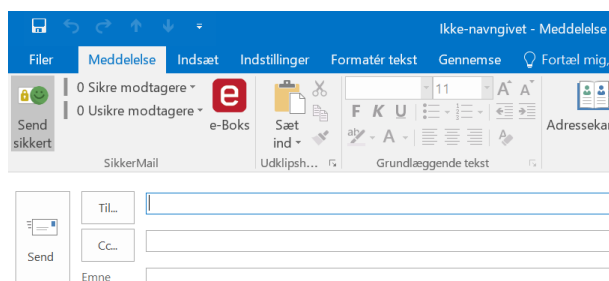 Ikke-navngivet - Meddelelse
Filer Meddelelse Indsæt Indstillinger Formatér tekst Gennemse Fortæl mig,
0 Sikre modtagere
0 Usikre modtagere
Send sikkert
e
e-Boks
SikkerMail
Sæt ind
Udklipsh...
11
A A
F K U
ab A
Grundlæggende tekst
Adressekar
Send
Til...
Cc...
Emne